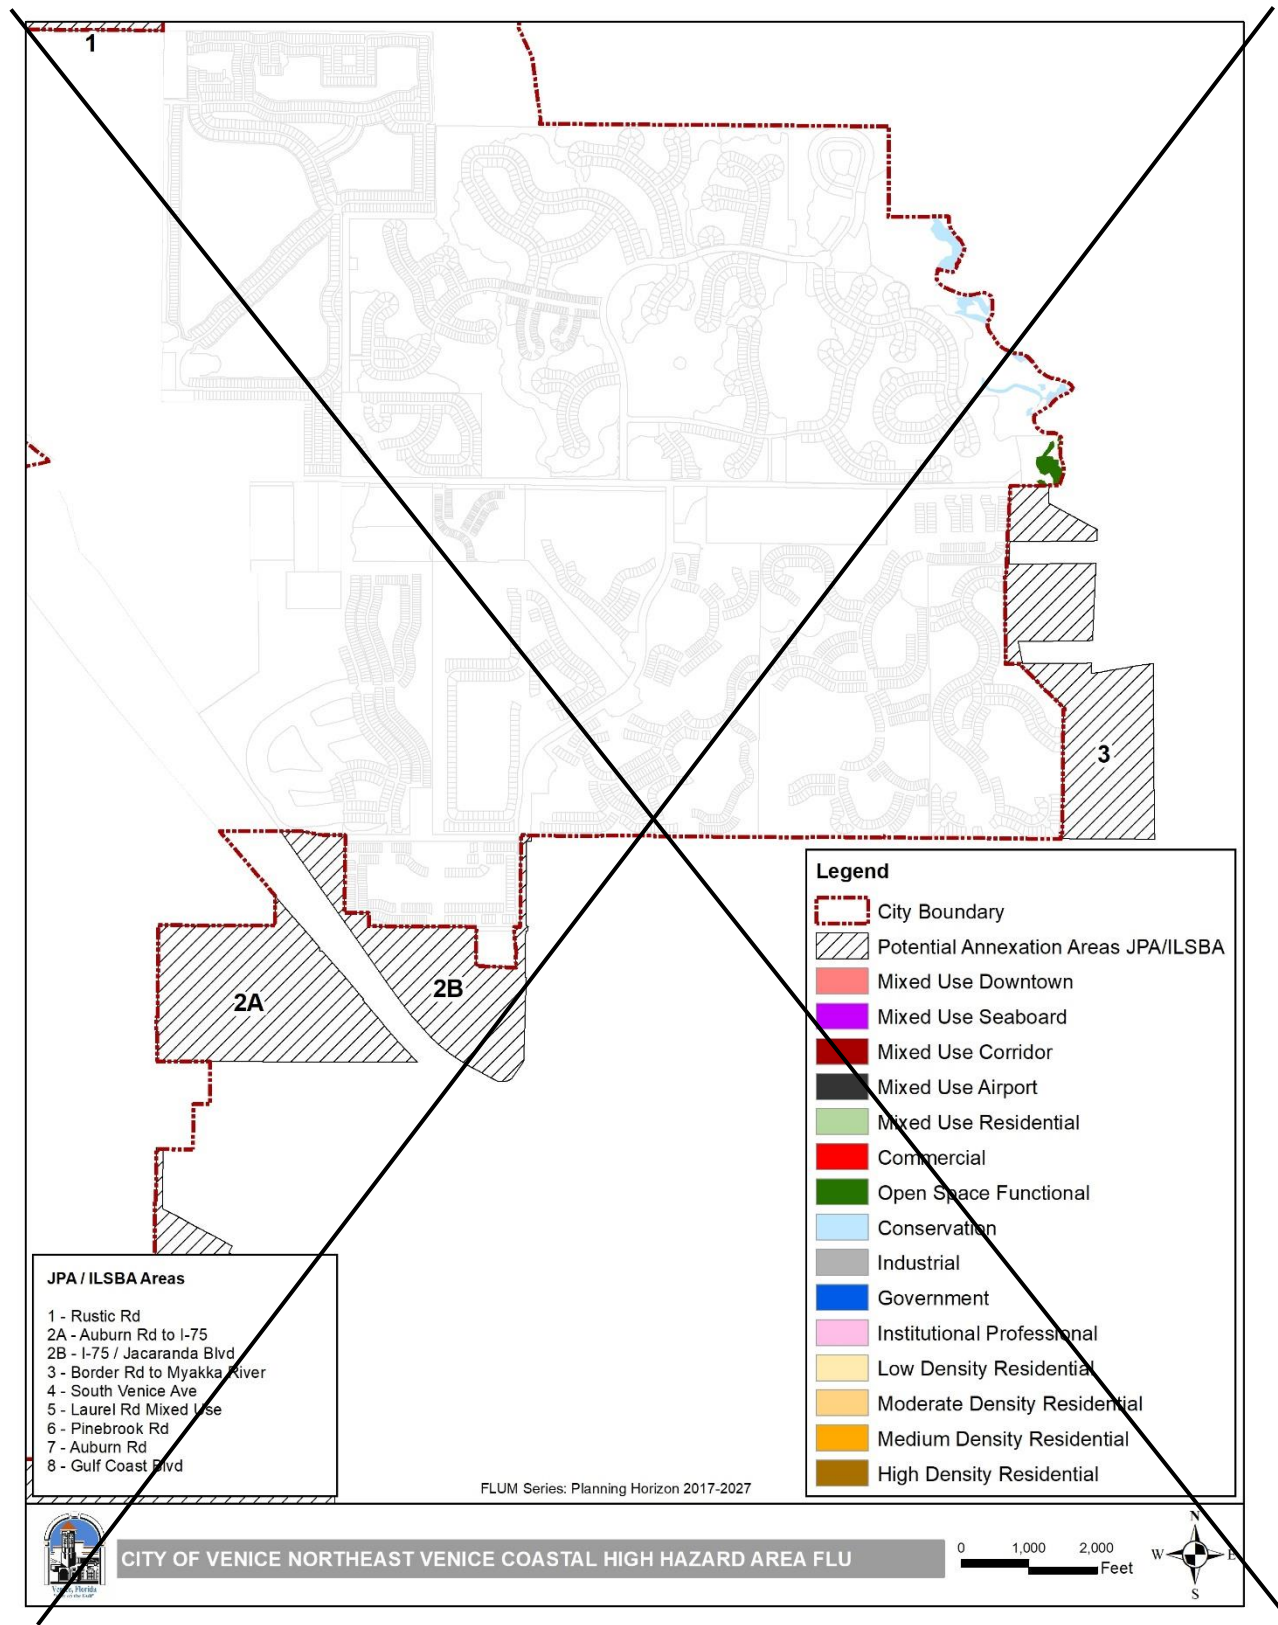 1
3
2A
2B
Legend
City Boundary
Potential Annexation Areas JPA/ILSBA
Mixed Use Downtown
Mixed Use Seaboard
Mixed Use Corridor
Mixed Use Airport
Mixed Use Residential
Commercial
Open Space Functional
Conservation
Industrial
Government
Institutional Professional
Low Density Residential
Moderate Density Residential
Medium Density Residential
High Density Residential
JPA / ILSBA Areas
1 - Rustic Rd
2A - Auburn Rd to I-75
2B - I-75 / Jacaranda Blvd
3 - Border Rd to Myakka River
4 - South Venice Ave
5 - Laurel Rd Mixed Use
6 - Pinebrook Rd
7 - Auburn Rd
8 - Gulf Coast Blvd
FLUM Series: Planning Horizon 2017-2027
Venice, Florida
CITY OF VENICE NORTHEAST VENICE COASTAL HIGH HAZARD AREA FLU
0 1,000 2,000
Feet
N
W E
S